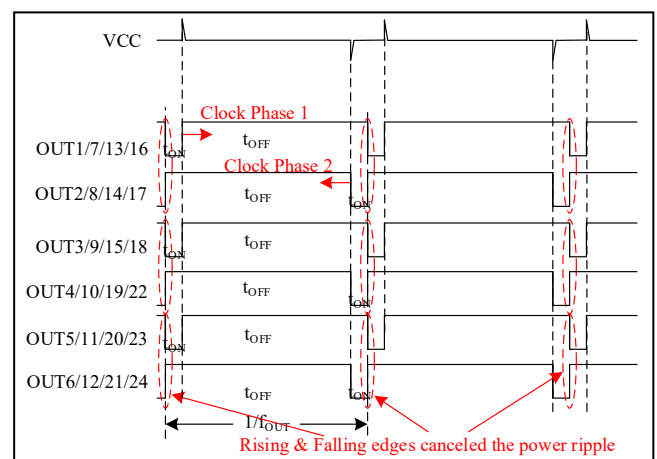 VCC
Clock Phase 1
tON
tOFF
OUT1/7/13/16
Clock Phase 2
tOFF
tON
OUT2/8/14/17
tON
tOFF
OUT3/9/15/18
tOFF
tON
OUT4/10/19/22
tON
tOFF
OUT5/11/20/23
tOFF
tON
OUT6/12/21/24
1/fOUT
Rising & Falling edges canceled the power ripple